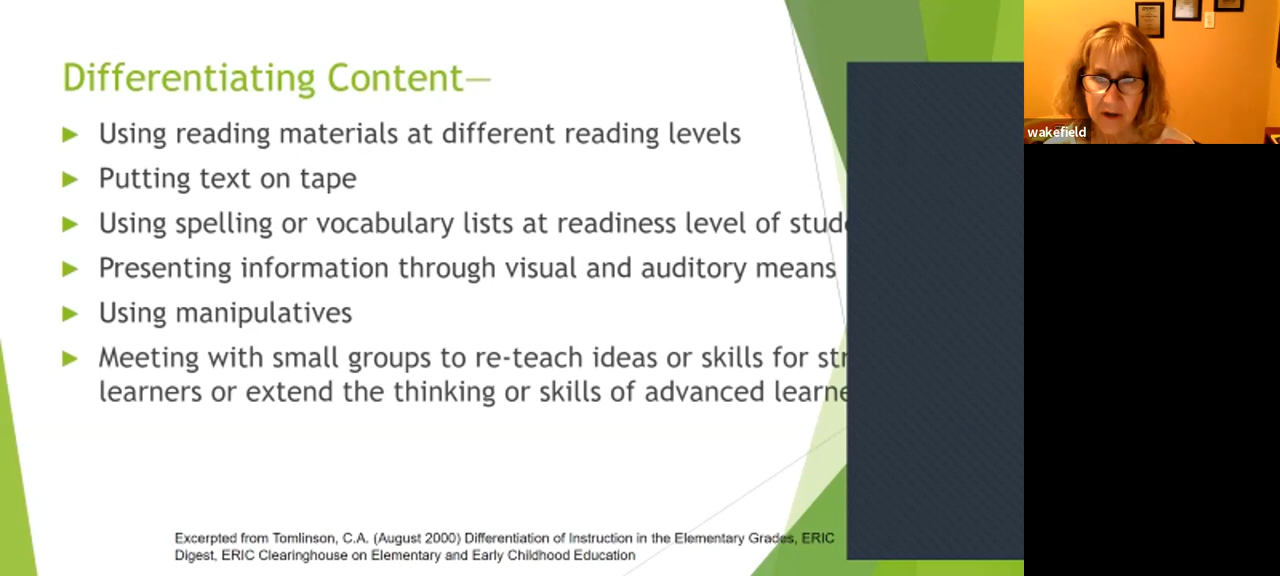 Differentiating Content—
Using reading materials at different reading levels
Putting text on tape
Using spelling or vocabulary lists at readiness level of
Presenting information through visual and auditory means
Using manipulatives
Meeting with small groups to re-teach ideas or skills for
learners or extend the thinking or skills of advanced
Excerpted from Tomlinson, C.A. (August 2000) Differentiation of Instruction in the Elementary Grades, ERIC
Digest, ERIC Clearinghouse on Elementary and Early Childhood Education
wakefield